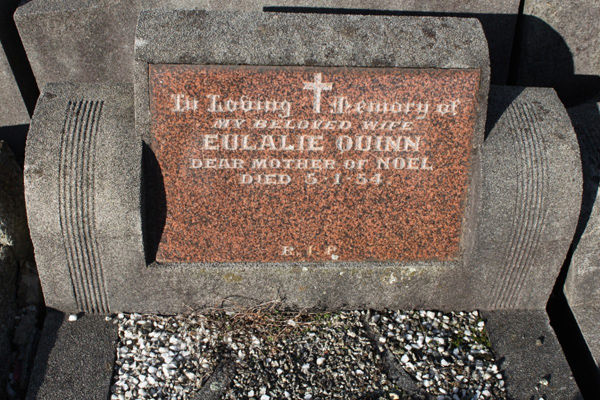 In Loving Memory of
MY BELOVED WIFE
EULALIE QUINN
DEAR MOTHER OF NOEL
DIED 5-1-54
R.I.P.